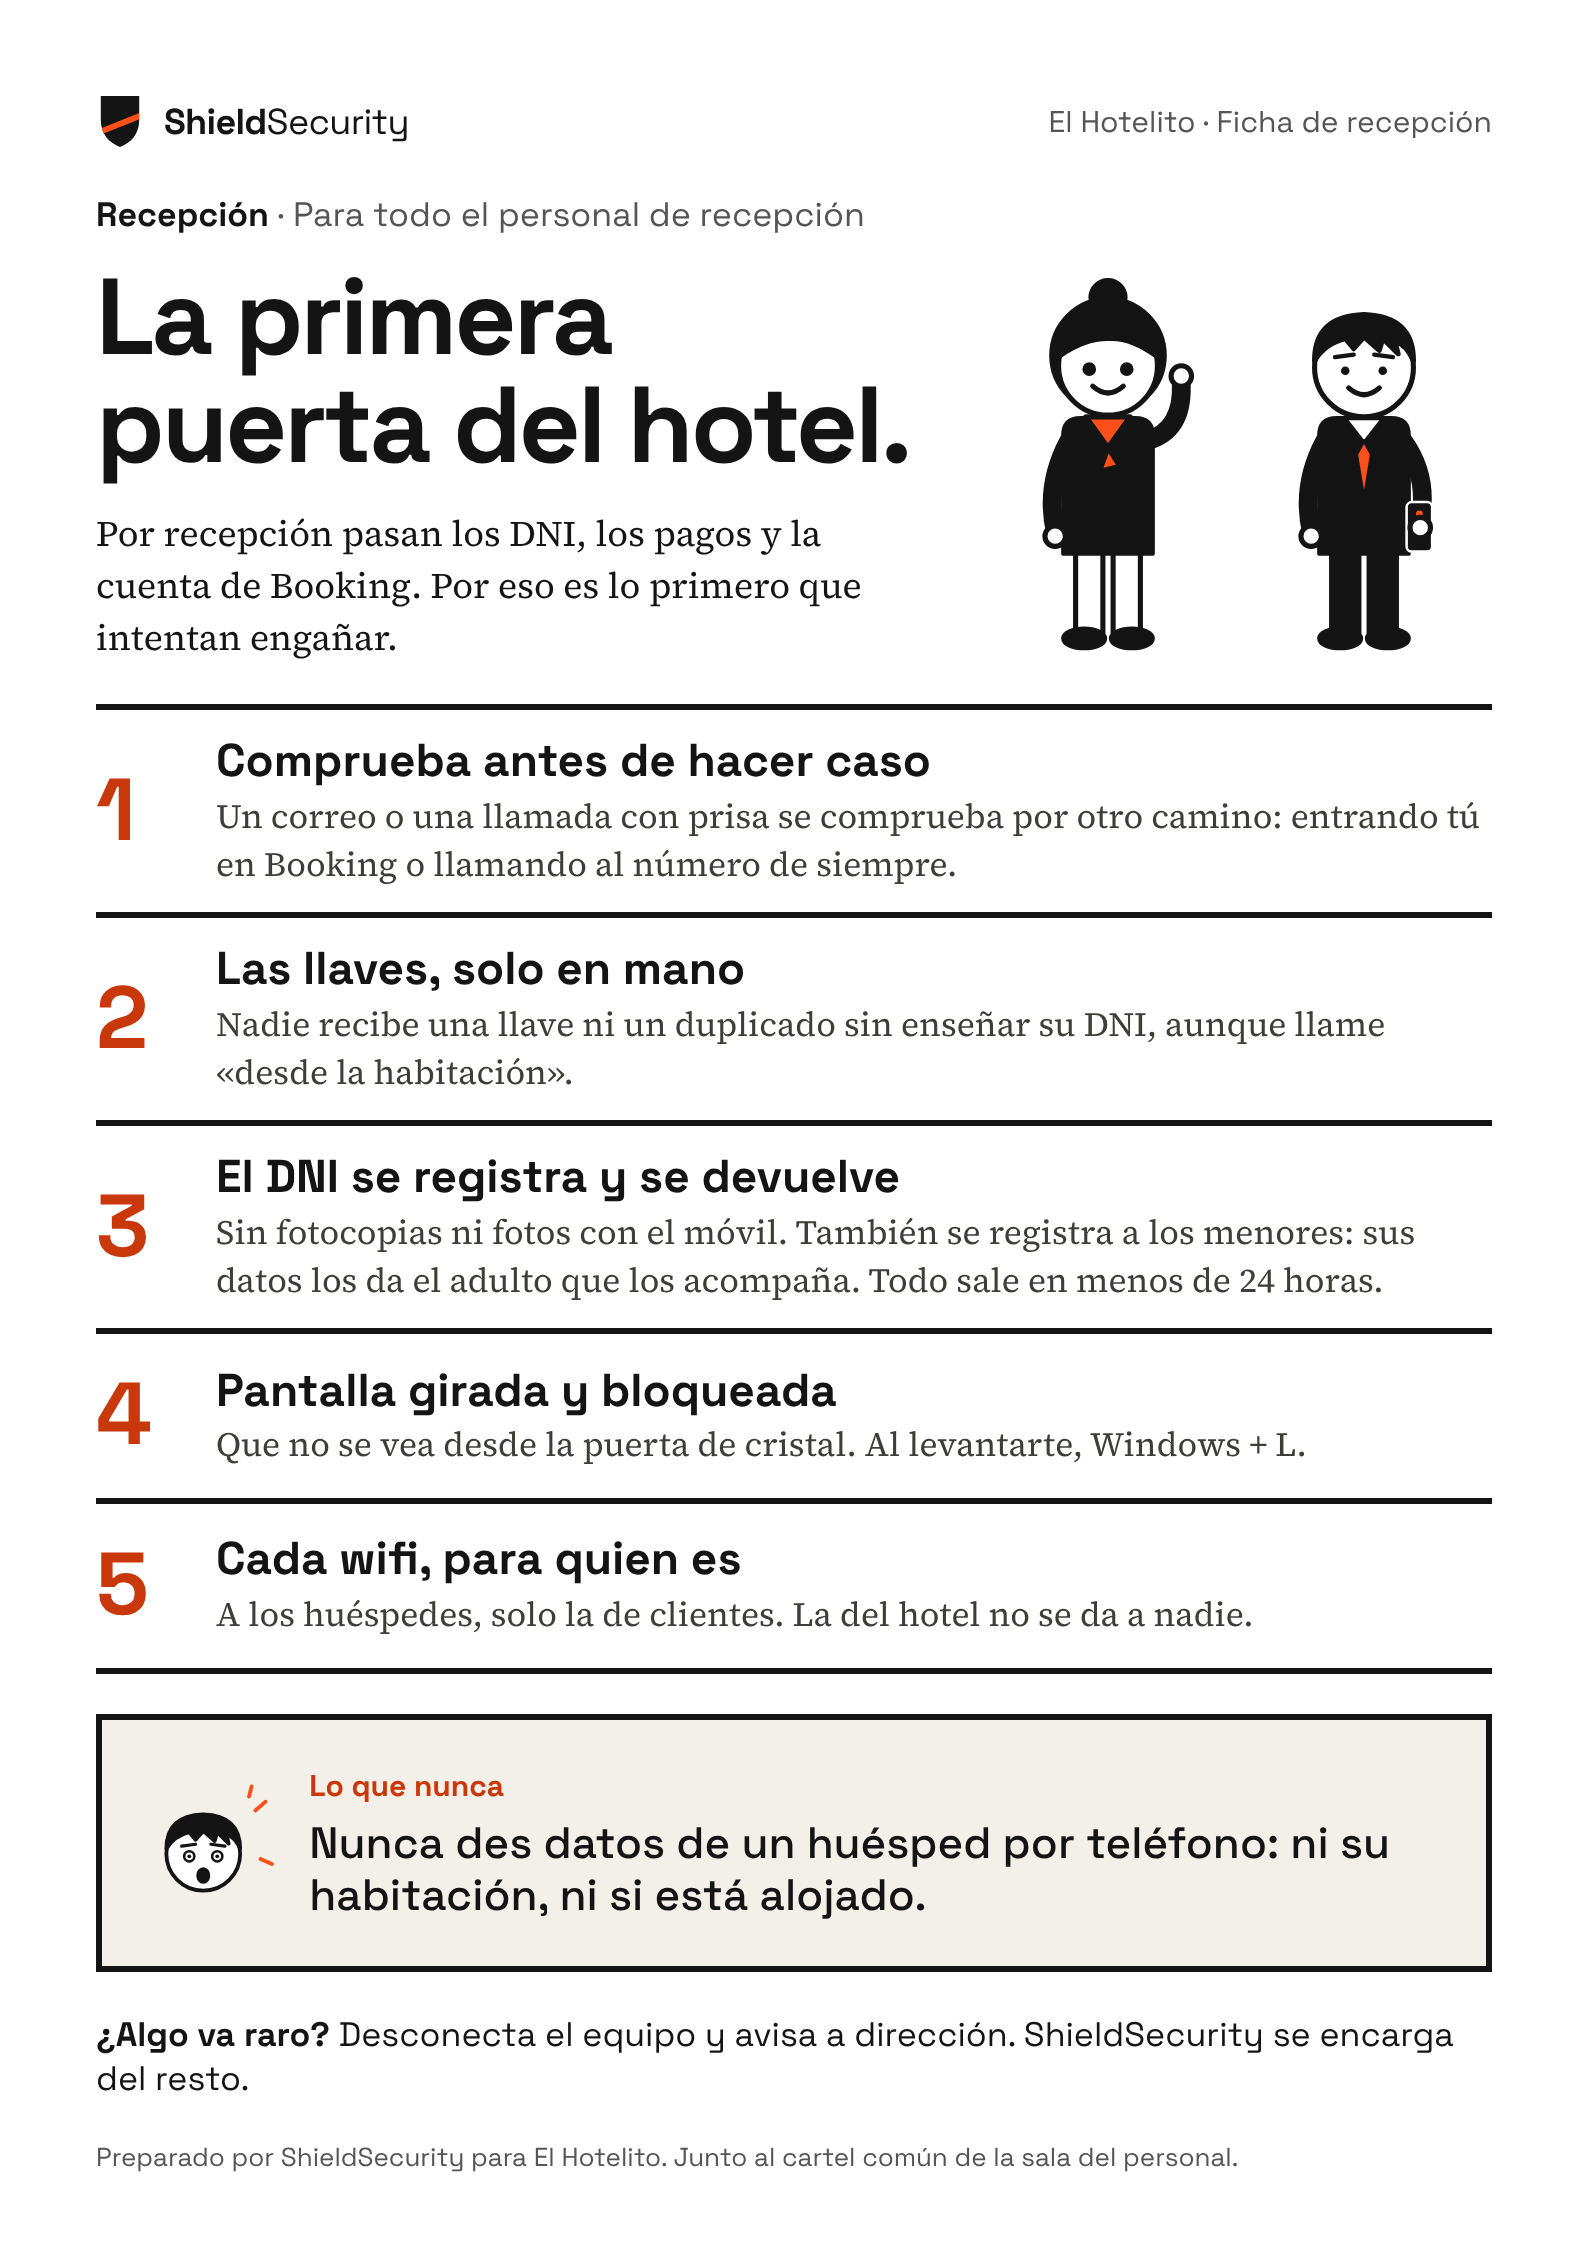 ShieldSecurity
El Hotelito · Ficha de recepción
Recepción · Para todo el personal de recepción
La primera
puerta del hotel.
Por recepción pasan los DNI, los pagos y la
cuenta de Booking. Por eso es lo primero que
intentan engañar.
1
Comprueba antes de hacer caso
Un correo o una llamada con prisa se comprueba por otro camino: entrando tú
en Booking o llamando al número de siempre.
2
Las llaves, solo en mano
Nadie recibe una llave ni un duplicado sin enseñar su DNI, aunque llame
«desde la habitación».
3
El DNI se registra y se devuelve
Sin fotocopias ni fotos con el móvil. También se registra a los menores: sus
datos los da el adulto que los acompaña. Todo sale en menos de 24 horas.
4
Pantalla girada y bloqueada
Que no se vea desde la puerta de cristal. Al levantarte, Windows + L.
5
Cada wifi, para quien es
A los huéspedes, solo la de clientes. La del hotel no se da a nadie.
Lo que nunca
Nunca des datos de un huésped por teléfono: ni su
habitación, ni si está alojado.
¿Algo va raro? Desconecta el equipo y avisa a dirección. ShieldSecurity se encarga
del resto.
Preparado por ShieldSecurity para El Hotelito. Junto al cartel común de la sala del personal.